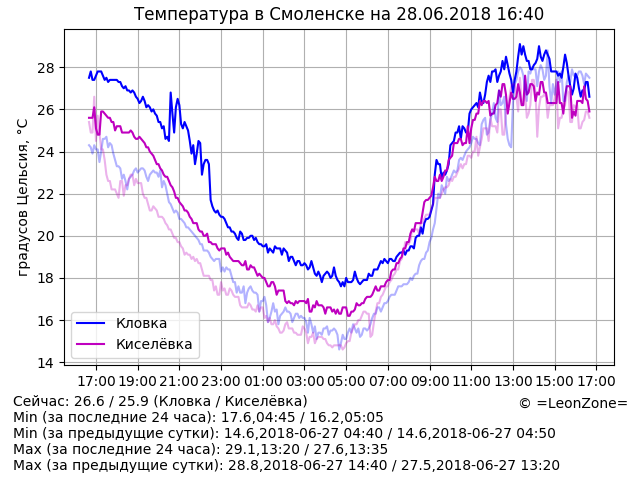 Температура в Смоленске на 28.06.2018 16:40
градусов Цельсия, °C
28
26
24
22
20
18
16
14
Кловка
Киселёвка
17:00 19:00 21:00 23:00 01:00 03:00 05:00 07:00 09:00 11:00 13:00 15:00 17:00
Сейчас: 26.6 / 25.9 (Кловка / Киселёвка)
© =LeonZone=
Min (за последние 24 часа): 17.6,04:45 / 16.2,05:05
Min (за предыдущие сутки): 14.6,2018-06-27 04:40 / 14.6,2018-06-27 04:50
Max (за последние 24 часа): 29.1,13:20 / 27.6,13:35
Max (за предыдущие сутки): 28.8,2018-06-27 14:40 / 27.5,2018-06-27 13:20